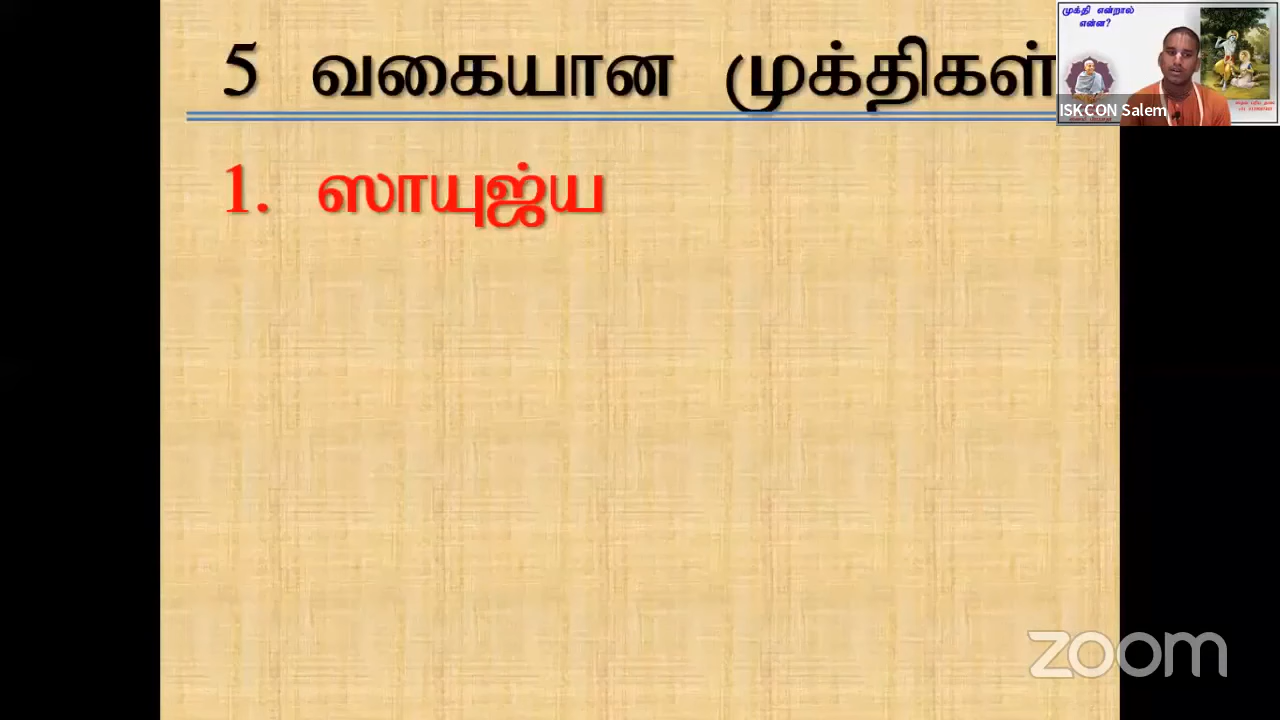 5 வகையான முக்திகள்
1. ஸாயுஜ்ய
முக்தி என்றால்
என்ன?
ISKCON Salem
zoom